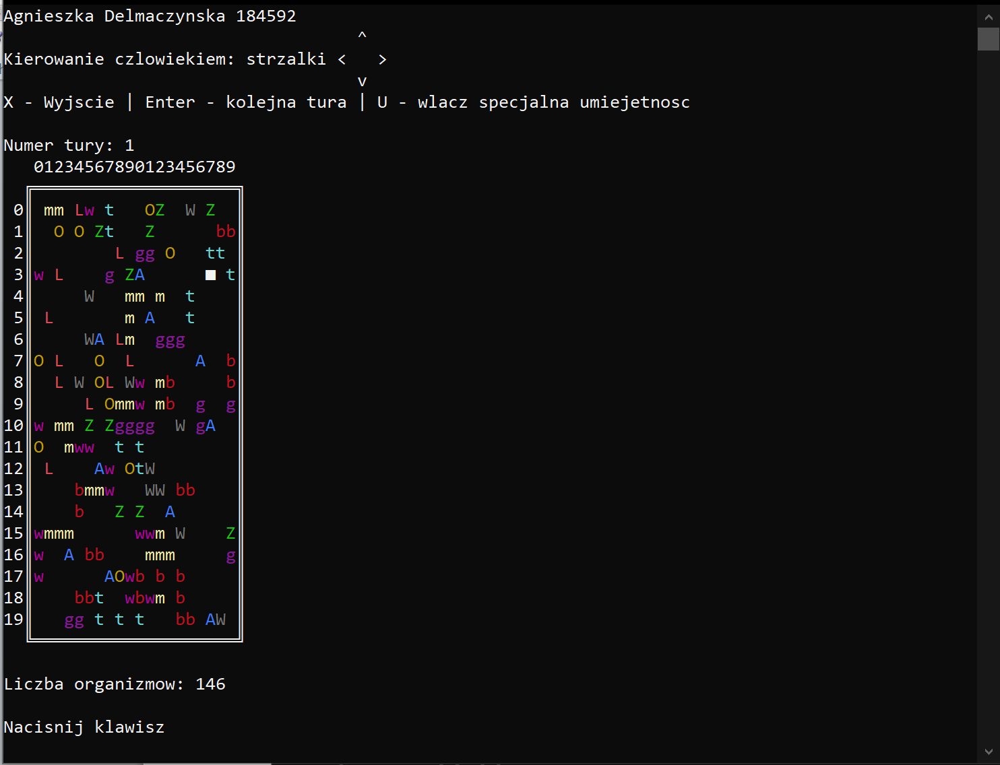 Agnieszka Delmaczynska 184592
^
Kierowanie czlowiekiem: strzalki <   >
v
X - Wyjscie | Enter - kolejna tura | U - wlacz specjalna umiejetnosc
Numer tury: 1
01234567890123456789
0 mm Lw t   OZ  W Z
1 O O Zt   Z      bb
2 L gg O   tt
3 w L    g ZA      ■ t
4 W   mm m  t
5 L       m A   t
6 WA Lm  ggg
7 O L   O  L      A  b
8 L W OL Ww mb     b
9 L Ommw mb  g  g
10 w mm Z Zgggg  W gA
11 O  mww  t t
12 L    Aw OtW
13 bmmw   WW bb
14 b   Z Z  A
15 wmmm      wwm W    Z
16 w  A bb    mmm     g
17 w      AOwb b b
18 bbt  wbwm b
19 gg t t t   bb AW
Liczba organizmow: 146
Nacisnij klawisz